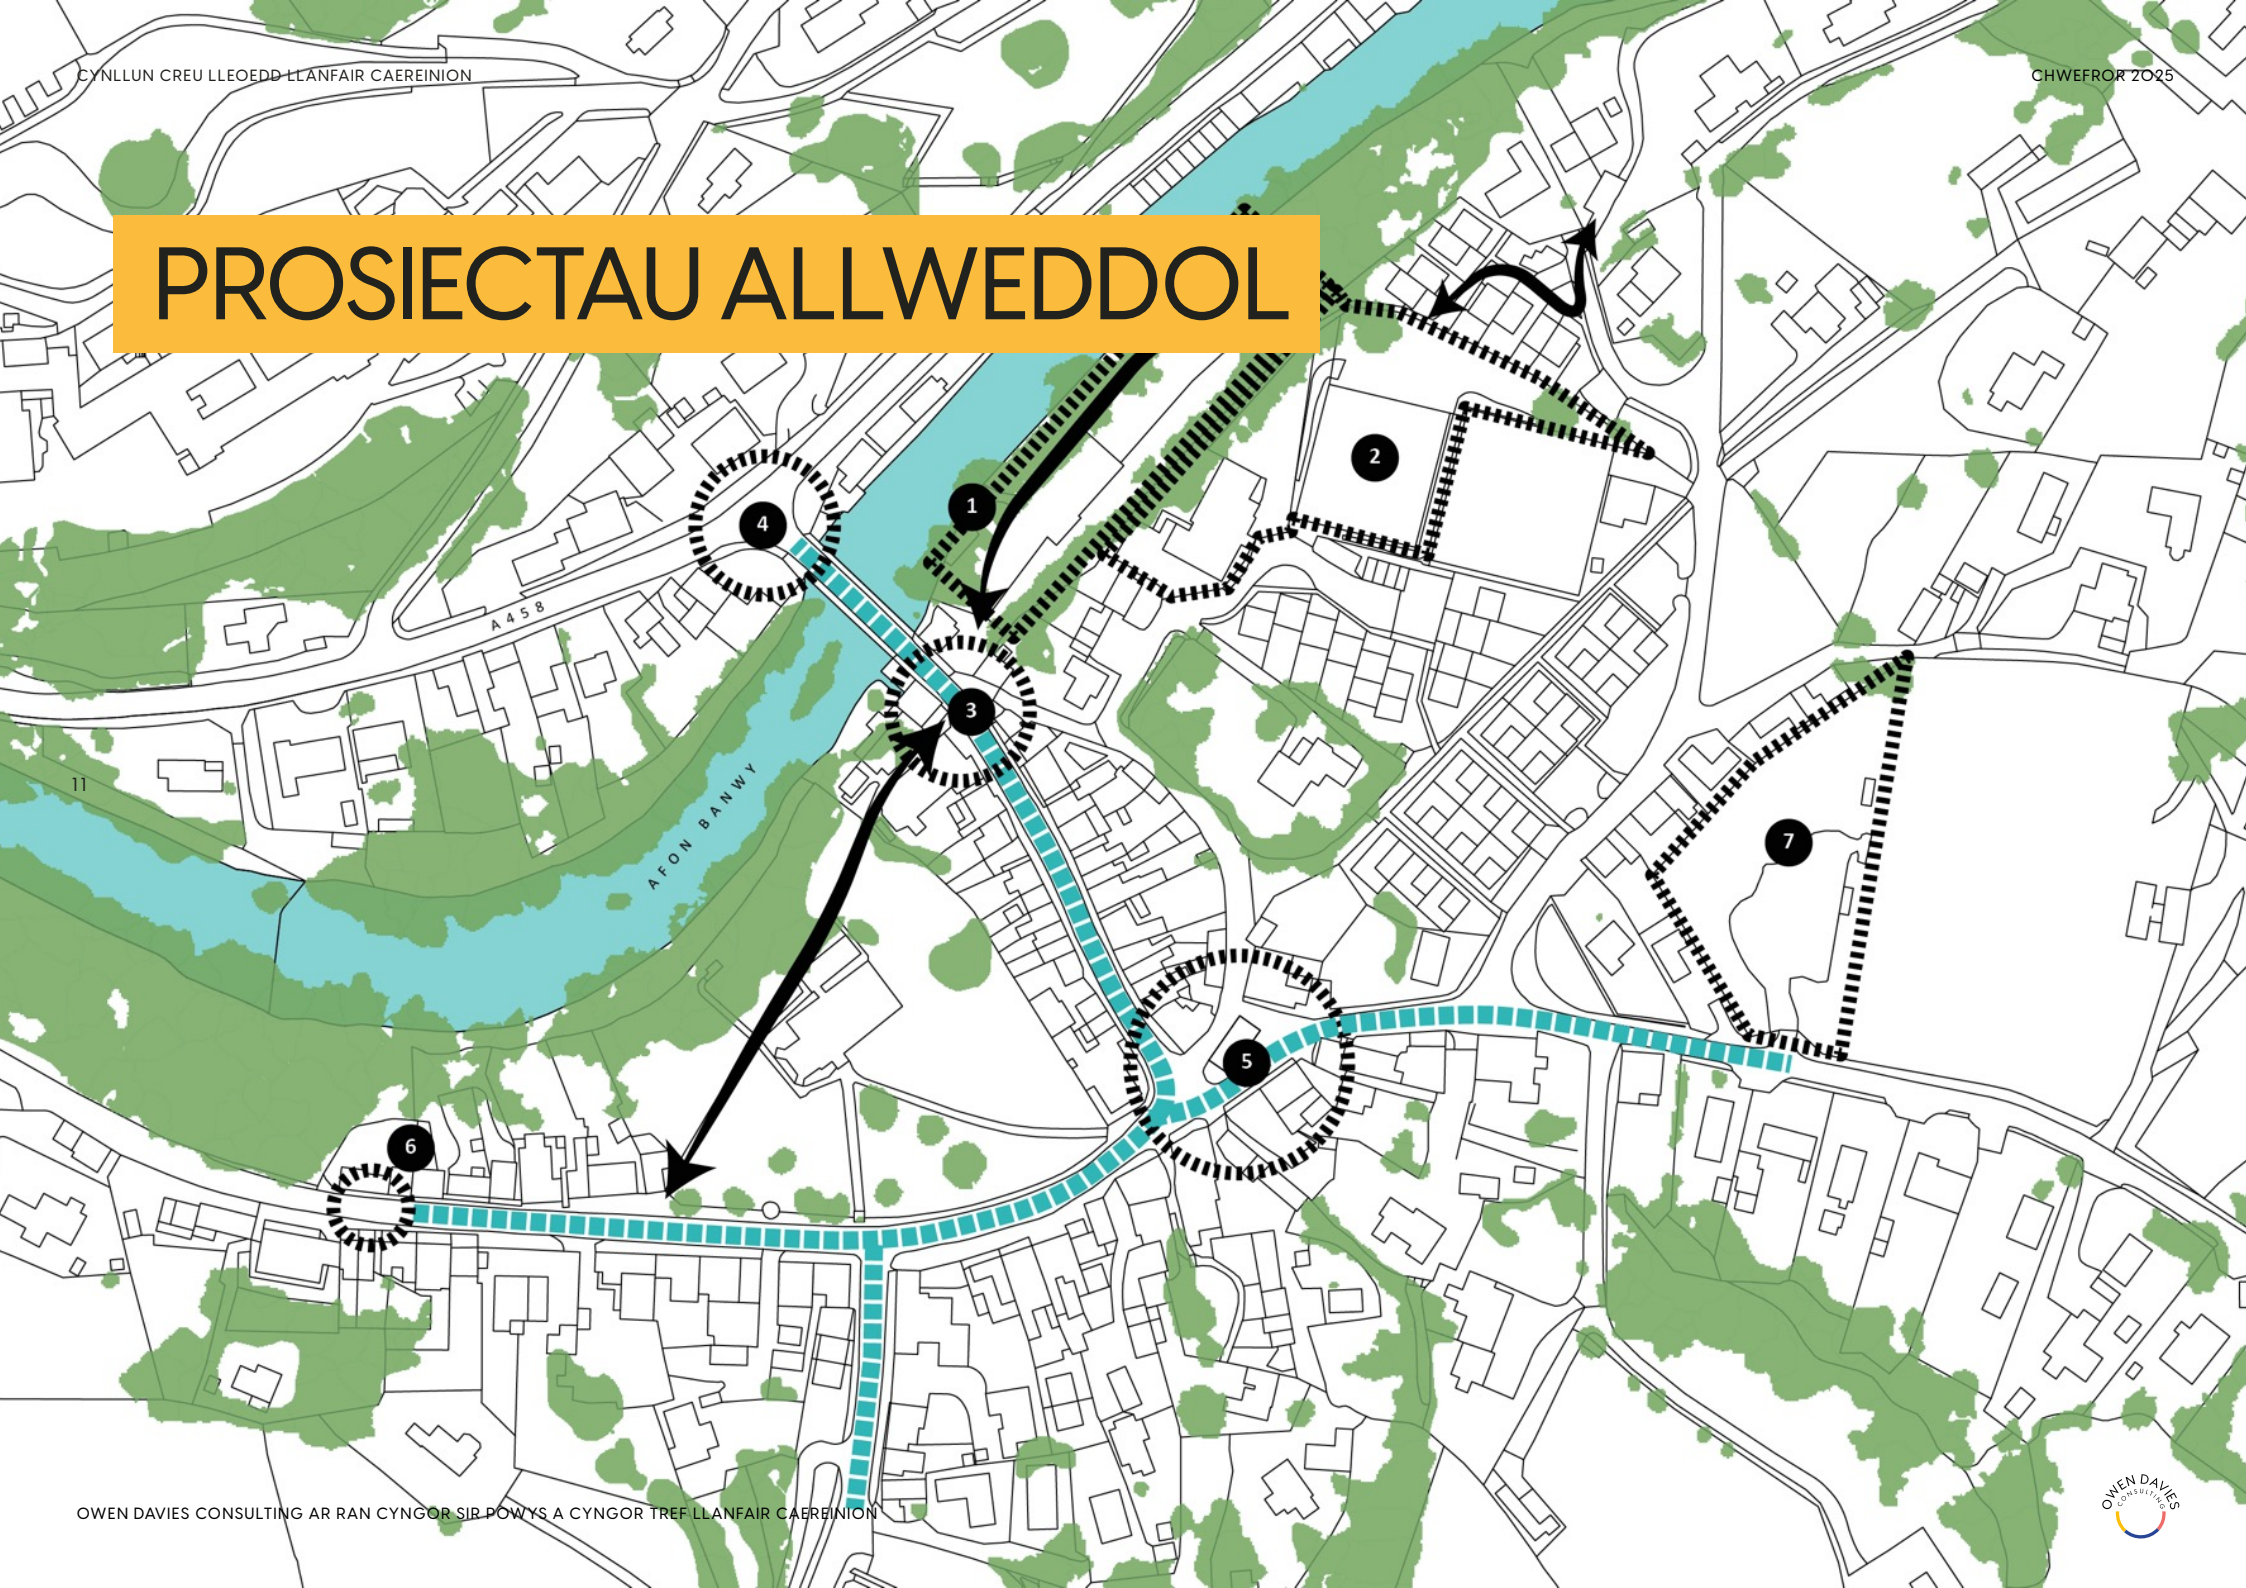 CYNLLUN CREU LLEOEDD LLANFAIR CAEREINION
CHWEFROR 2025
PROSIECTAU ALLWEDDOL
2
1
4
A458
3
11
AFON BANWY
7
5
6
OWEN DAVIES CONSULTING AR RAN CYNGOR SIR POWYS A CYNGOR TREF LLANFAIR CAEREINION
OWEN DAVIES
CONSULTING